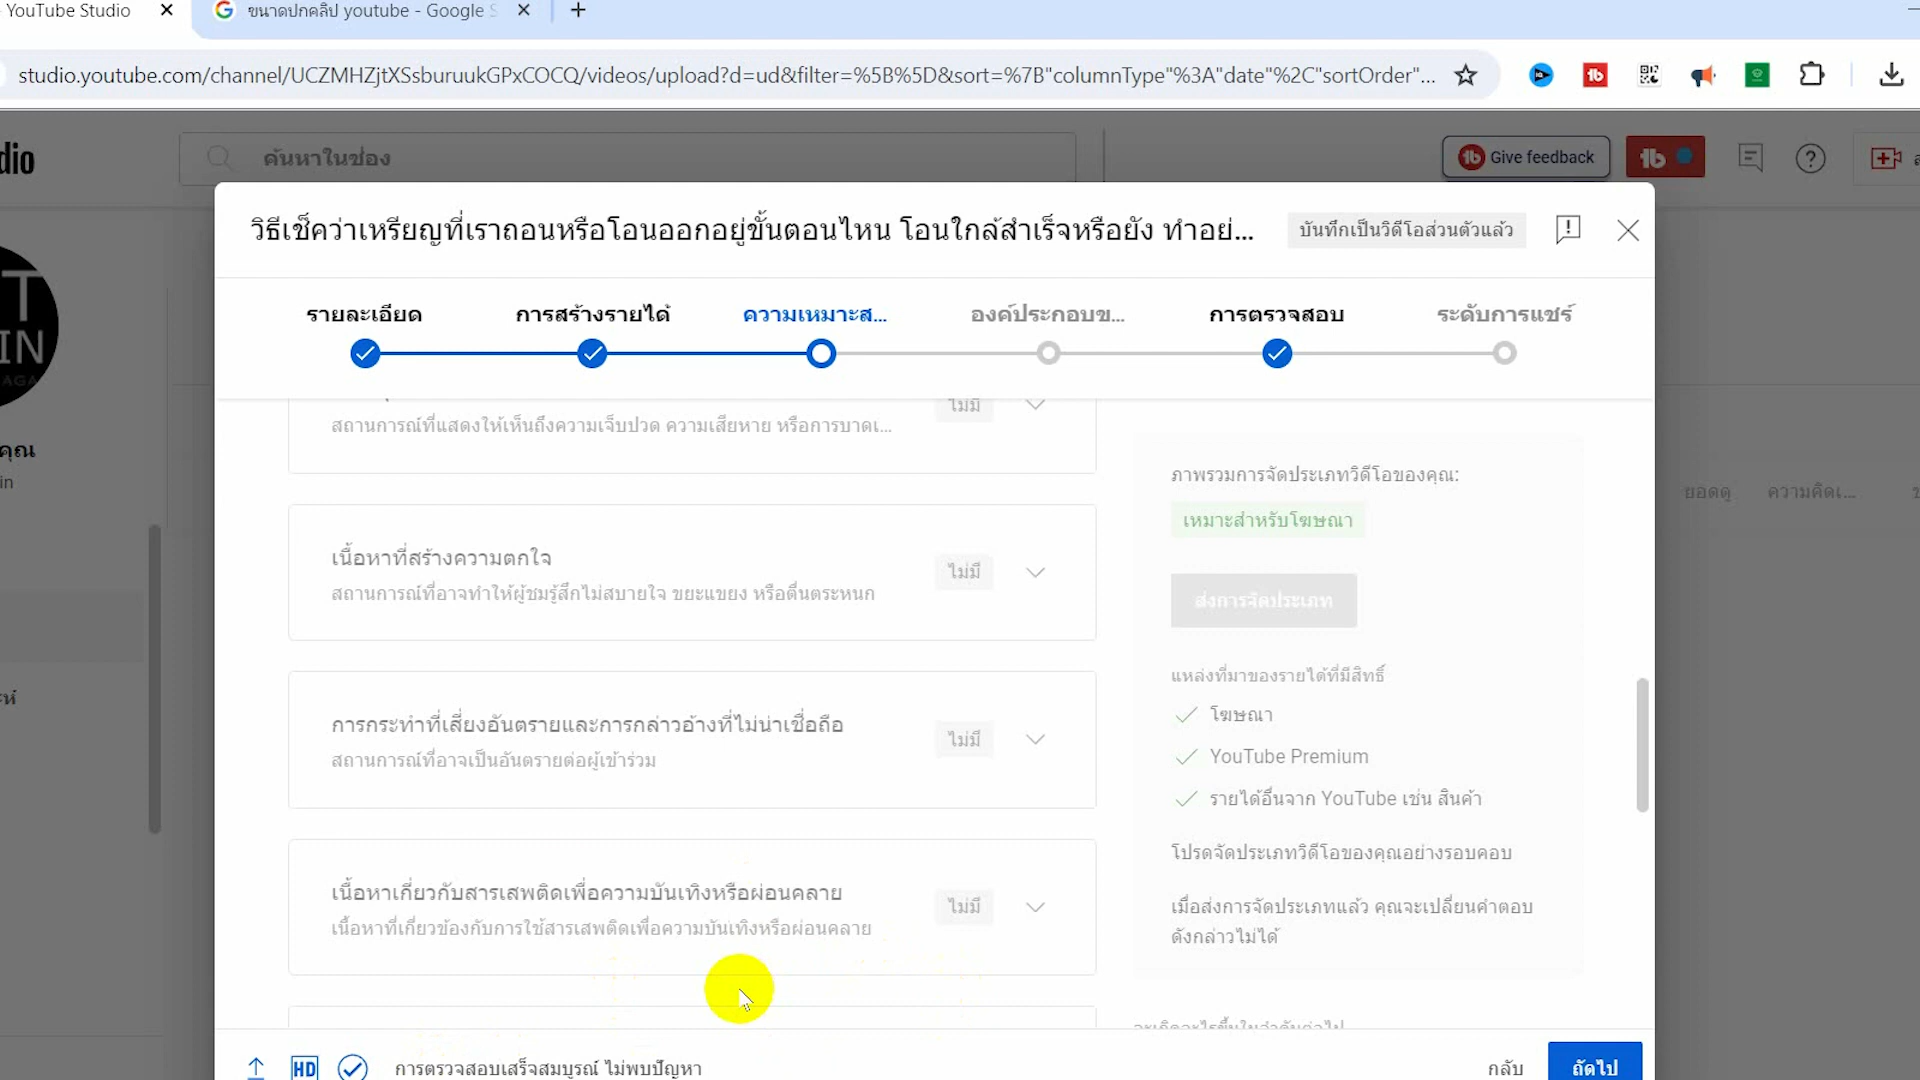 YouTube Studio
ขนาดปกคลิป youtube - Google S
studio.youtube.com/channel/UCZMHZjtXSsburuukGPxCOCQ/videos/upload?d=ud&filter=%5B%5D&sort=%7B"columnType"%3A"date"%2C"sortOrder"...
dio
ค้นหาในช่อง
Give feedback
วิธีเช็คว่าเหรียญที่เราถอนหรือโอนออกอยู่ขั้นตอนไหน โอนใกล้สำเร็จหรือยัง ทำอย่...
บันทึกเป็นวิดีโอส่วนตัวแล้ว
รายละเอียด
การสร้างรายได้
ความเหมาะส...
องค์ประกอบข...
การตรวจสอบ
ระดับการแชร์
T
IN
คุณ
in
ห์
ไม่มี
สถานการณ์ที่แสดงให้เห็นถึงความเจ็บปวด ความเสียหาย หรือการบาดเ...
เนื้อหาที่สร้างความตกใจ
ไม่มี
สถานการณ์ที่อาจทำให้ผู้ชมรู้สึกไม่สบายใจ ขยะแขยง หรือตื่นตระหนก
การกระทำที่เสี่ยงอันตรายและการกล่าวอ้างที่ไม่น่าเชื่อถือ
ไม่มี
สถานการณ์ที่อาจเป็นอันตรายต่อผู้เข้าร่วม
เนื้อหาเกี่ยวกับสารเสพติดเพื่อความบันเทิงหรือผ่อนคลาย
ไม่มี
เนื้อหาที่เกี่ยวข้องกับการใช้สารเสพติดเพื่อความบันเทิงหรือผ่อนคลาย
ภาพรวมการจัดประเภทวิดีโอของคุณ:
เหมาะสำหรับโฆษณา
ส่งการจัดประเภท
แหล่งที่มาของรายได้ที่มีสิทธิ์
โฆษณา
YouTube Premium
รายได้อื่นจาก YouTube เช่น สินค้า
โปรดจัดประเภทวิดีโอของคุณอย่างรอบคอบ
เมื่อส่งการจัดประเภทแล้ว คุณจะเปลี่ยนคำตอบ
ดังกล่าวไม่ได้
ยอดดู
ความคิดเ...
HD
การตรวจสอบเสร็จสมบูรณ์ ไม่พบปัญหา
กลับ
ถัดไป